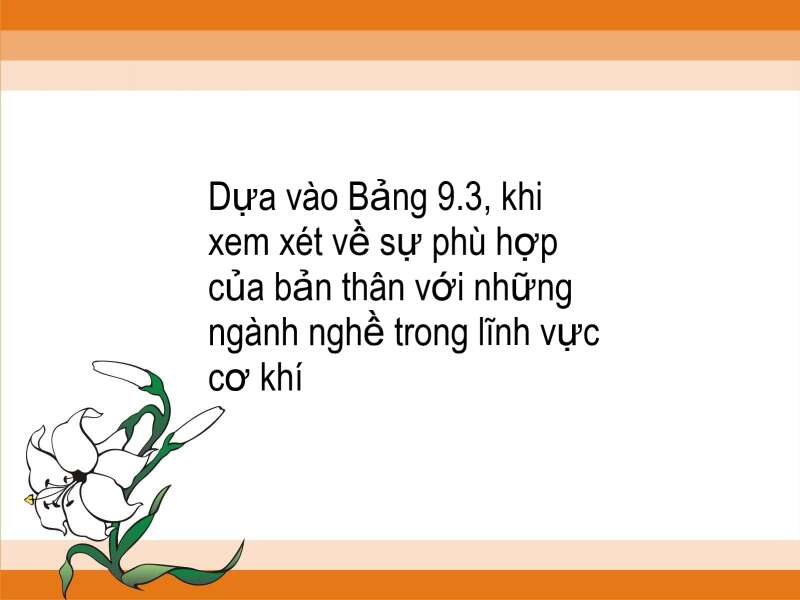 Dựa vào Bảng 9.3, khi
xem xét về sự phù hợp
của bản thân với những
ngành nghề trong lĩnh vực
cơ khí